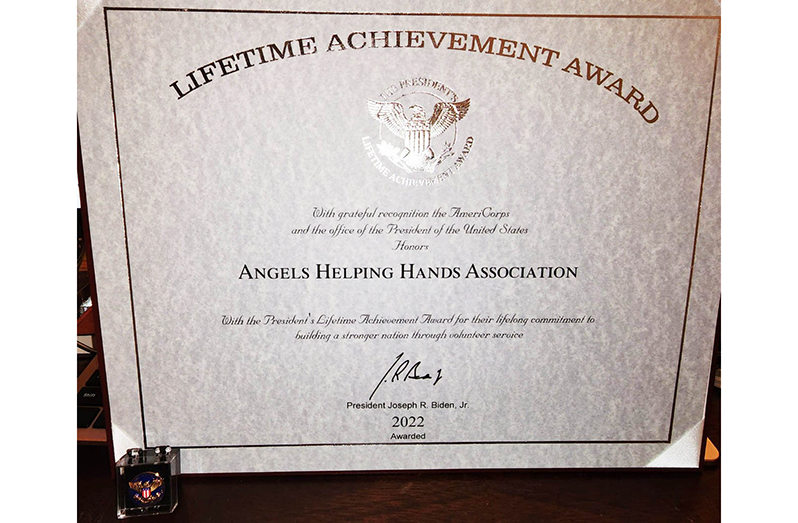 LIFETIME ACHIEVEMENT AWARD
THE PRESIDENT'S
LIFETIME ACHIEVEMENT AWARD
With grateful recognition the AmeriCorps
and the office of the President of the United States
Honors
ANGELS HELPING HANDS ASSOCIATION
With the President's Lifetime Achievement Award for their lifelong commitment to
building a stronger nation through volunteer service
President Joseph R. Biden, Jr.
2022
Awarded